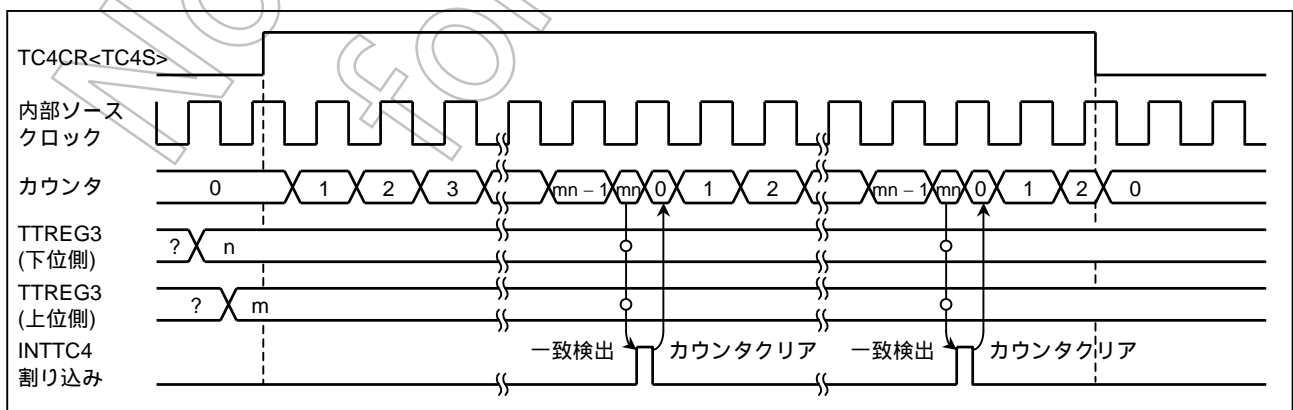 No
for
TC4CR<TC4S>
内部ソース
クロック
カウンタ 0 1 2 3 mn − 1 mn 0 1 2 mn − 1 mn 0 1 2 0
TTREG3
(下位側)
? n
TTREG3
(上位側)
? m
INTTC4
割り込み
一致検出 カウンタクリア 一致検出 カウンタクリア